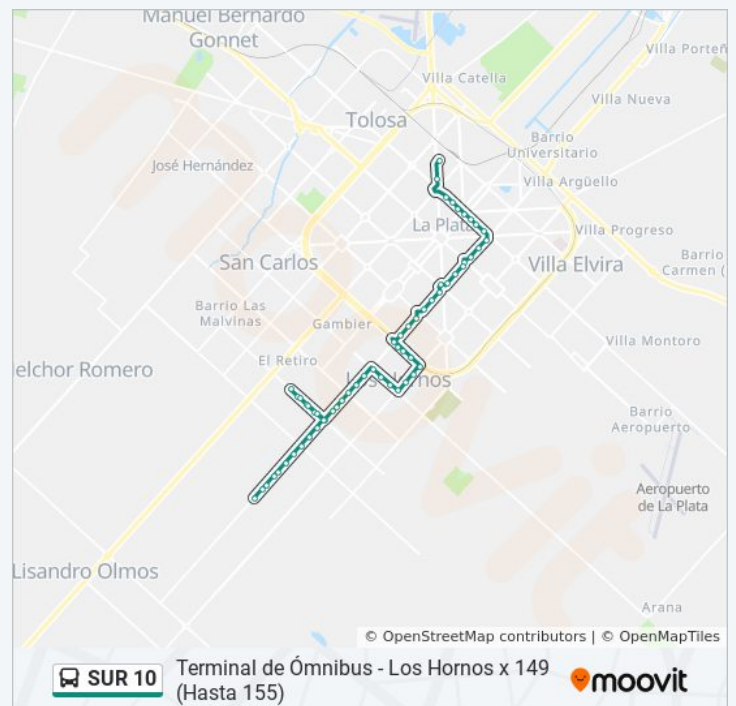 Manuel Bernardo
Gonnet
Villa Catella
Villa Porteñ
Villa Nueva
Tolosa
Barrio
Universitario
José Hernández
Villa Argüello
La Plata
Villa Progreso
San Carlos
Villa Elvira
Barrio
Carmen (
Barrio Las
Malvinas
Gambier
Villa Montoro
El Retiro
elchor Romero
Los Hornos
Barrio
Aeropuerto
Aeropuerto
de La Plata
Lisandro Olmos
Arana
© OpenStreetMap contributors | © OpenMapTiles
SUR 10
Terminal de Ómnibus - Los Hornos x 149
(Hasta 155)
moovit